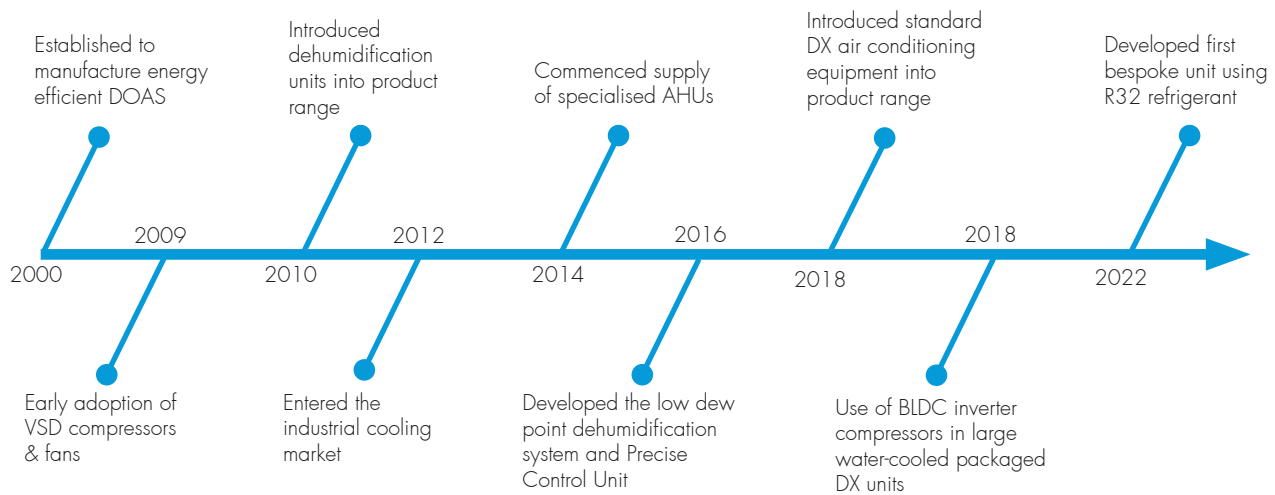 Established to
manufacture energy
efficient DOAS
Introduced
dehumidification
units into product
range
Commenced supply
of specialised AHUs
Introduced standard
DX air conditioning
equipment into
product range
Developed first
bespoke unit using
R32 refrigerant
2009
2012
2016
2018
2000
2010
2014
2018
2022
Early adoption of
VSD compressors
& fans
Entered the
industrial cooling
market
Developed the low dew
point dehumidification
system and Precise
Control Unit
Use of BLDC inverter
compressors in large
water-cooled packaged
DX units